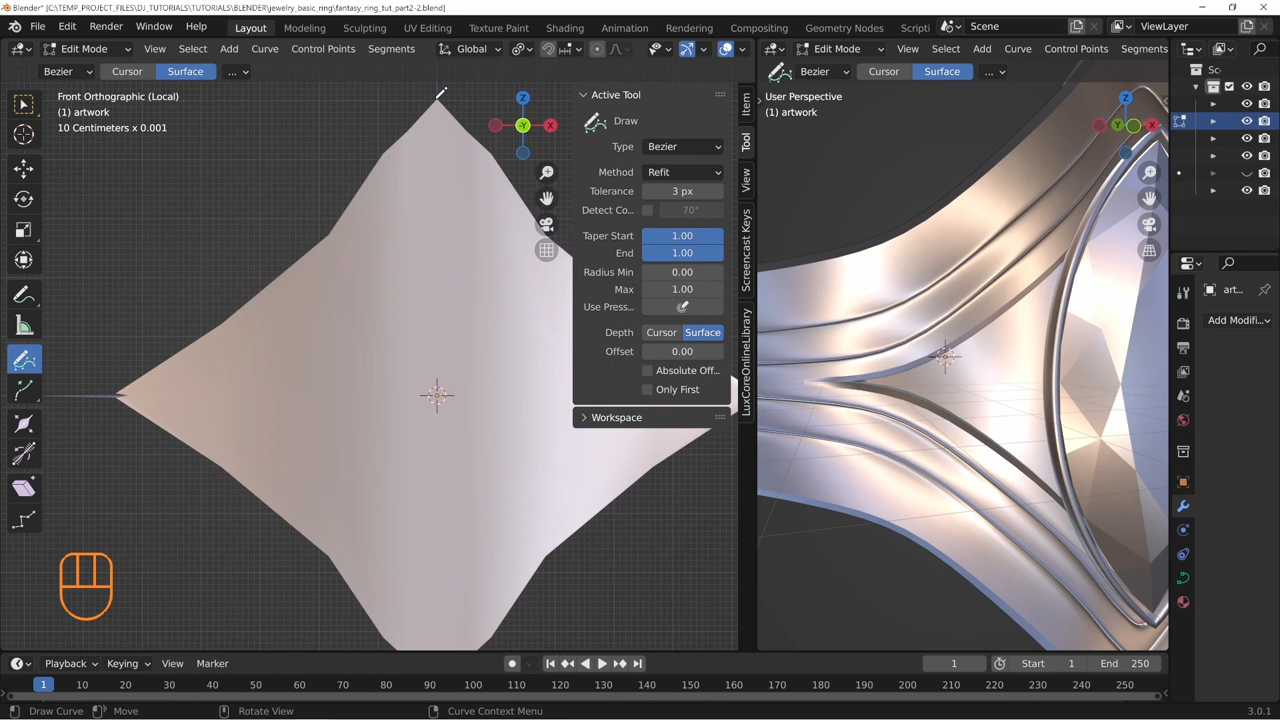 Blender* [C:\TEMP_PROJECT_FILES\DJ_TUTORIALS\TUTORIALS\BLENDER\jewelry_basic_ring\fantasy_ring_tut_part2-2.blend]
File Edit Render Window Help Layout Modeling Sculpting UV Editing Texture Paint Shading Animation Rendering Compositing Geometry Nodes Scripti Scene ViewLayer
Edit Mode View Select Add Curve Control Points Segments Global Edit Mode View Select Add Curve Control Points Segments
Bezier Cursor Surface ... Bezier Cursor Surface ...
Front Orthographic (Local)
(1) artwork
10 Centimeters x 0.001
Z
X
-Y
Active Tool
Draw
Type Bezier
Method Refit
Tolerance 3 px
Detect Co... 70°
Taper Start 1.00
End 1.00
Radius Min 0.00
Max 1.00
Use Press...
Depth Cursor Surface
Offset 0.00
Absolute Off...
Only First
Workspace
Item
Tool
View
Screencast Keys
LuxCoreOnlineLibrary
User Perspective
(1) artwork
Z
Y
X
Sc
art...
Add Modifi...
Playback Keying View Marker 1 Start 1 End 250
1 10 20 30 40 50 60 70 80 90 100 110 120 130 140 150 160 170 180 190 200 210 220 230 240 250
Draw Curve Move Rotate View Curve Context Menu 3.0.1